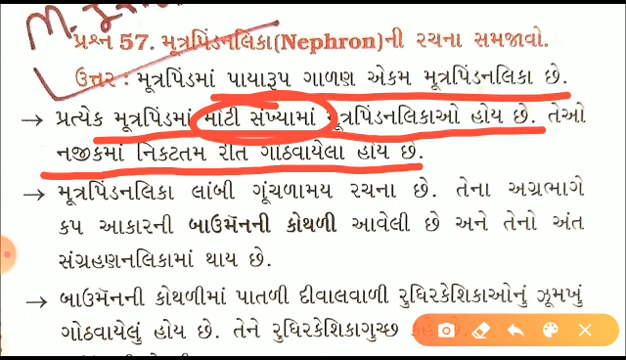 M. I
પ્રશ્ન 57. મૂત્રપિંડનલિકા(Nephron)ની રચના સમજાવો.
ઉત્તર : મૂત્રપિંડમાં પાયારૂપ ગાળણ એકમ મૂત્રપિંડનલિકા છે.
→ પ્રત્યેક મૂત્રપિંડમાં મોટી સંખ્યામાં મૂત્રપિંડનલિકાઓ હોય છે. તેઓ
નજીકમાં નિકટતમ રીતે ગોઠવાયેલા હોય છે.
→ મૂત્રપિંડનલિકા લાંબી ગૂંચળામય રચના છે. તેના અગ્રભાગે
કપ આકારની બાઉમૅનની કોથળી આવેલી છે અને તેનો અંત
સંગ્રહણનલિકામાં થાય છે.
→ બાઉમૅનની કોથળીમાં પાતળી દીવાલવાળી રુધિરકેશિકાઓનું ઝૂમખું
ગોઠવાયેલું હોય છે. તેને રુધિરકેશિકાગુચ્છ